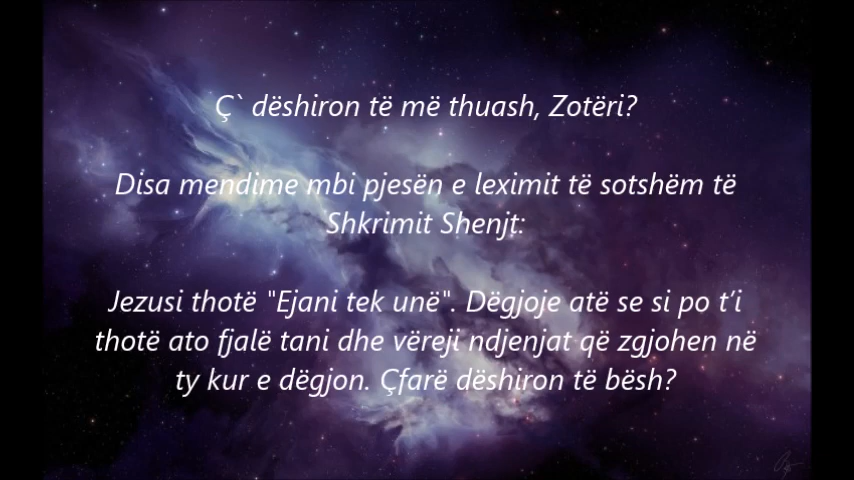 Ç` dëshiron të më thuash, Zotëri?
Disa mendime mbi pjesën e leximit të sotshëm të
Shkrimit Shenjt:
Jezusi thotë "Ejani tek unë". Dëgjoje atë se si po t’i
thotë ato fjalë tani dhe vëreji ndjenjat që zgjohen në
ty kur e dëgjon. Çfarë dëshiron të bësh?